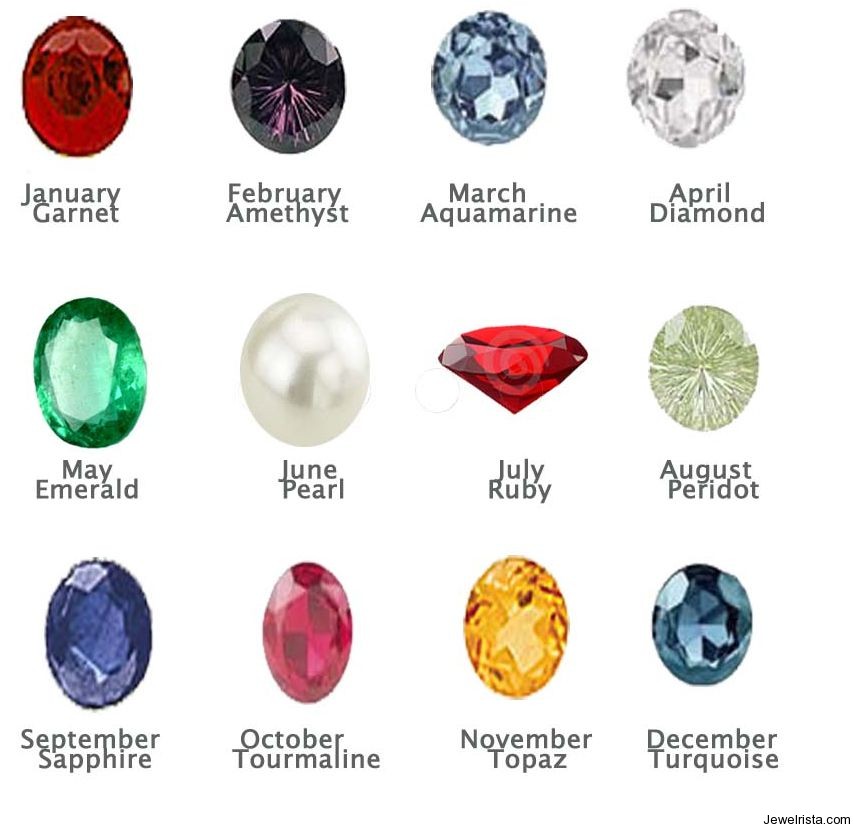 January
Garnet
February
Amethyst
March
Aquamarine
April
Diamond
May
Emerald
June
Pearl
July
Ruby
August
Peridot
September
Sapphire
October
Tourmaline
November
Topaz
December
Turquoise
Jewelrista.com